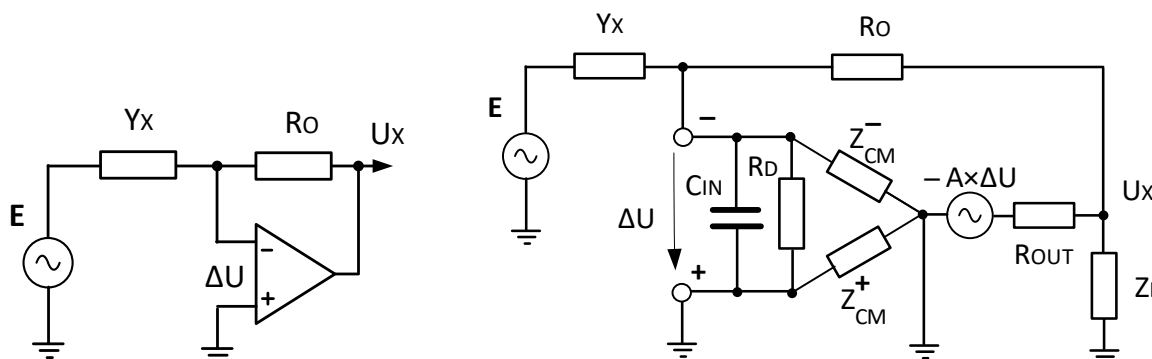 Yx
Ro
Ux
E
ΔU
−
+
Yx
Ro
E
−
Z⁻CM
RD
CIN
− A×ΔU
Ux
ΔU
ROUT
+
Z⁺CM